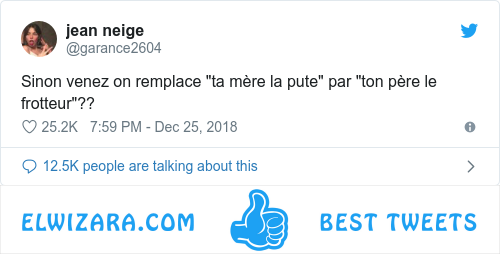 jean neige
@garance2604
Sinon venez on remplace "ta mère la pute" par "ton père le
frotteur"??
25.2K 7:59 PM - Dec 25, 2018
12.5K people are talking about this
ELWIZARA.COM BEST TWEETS